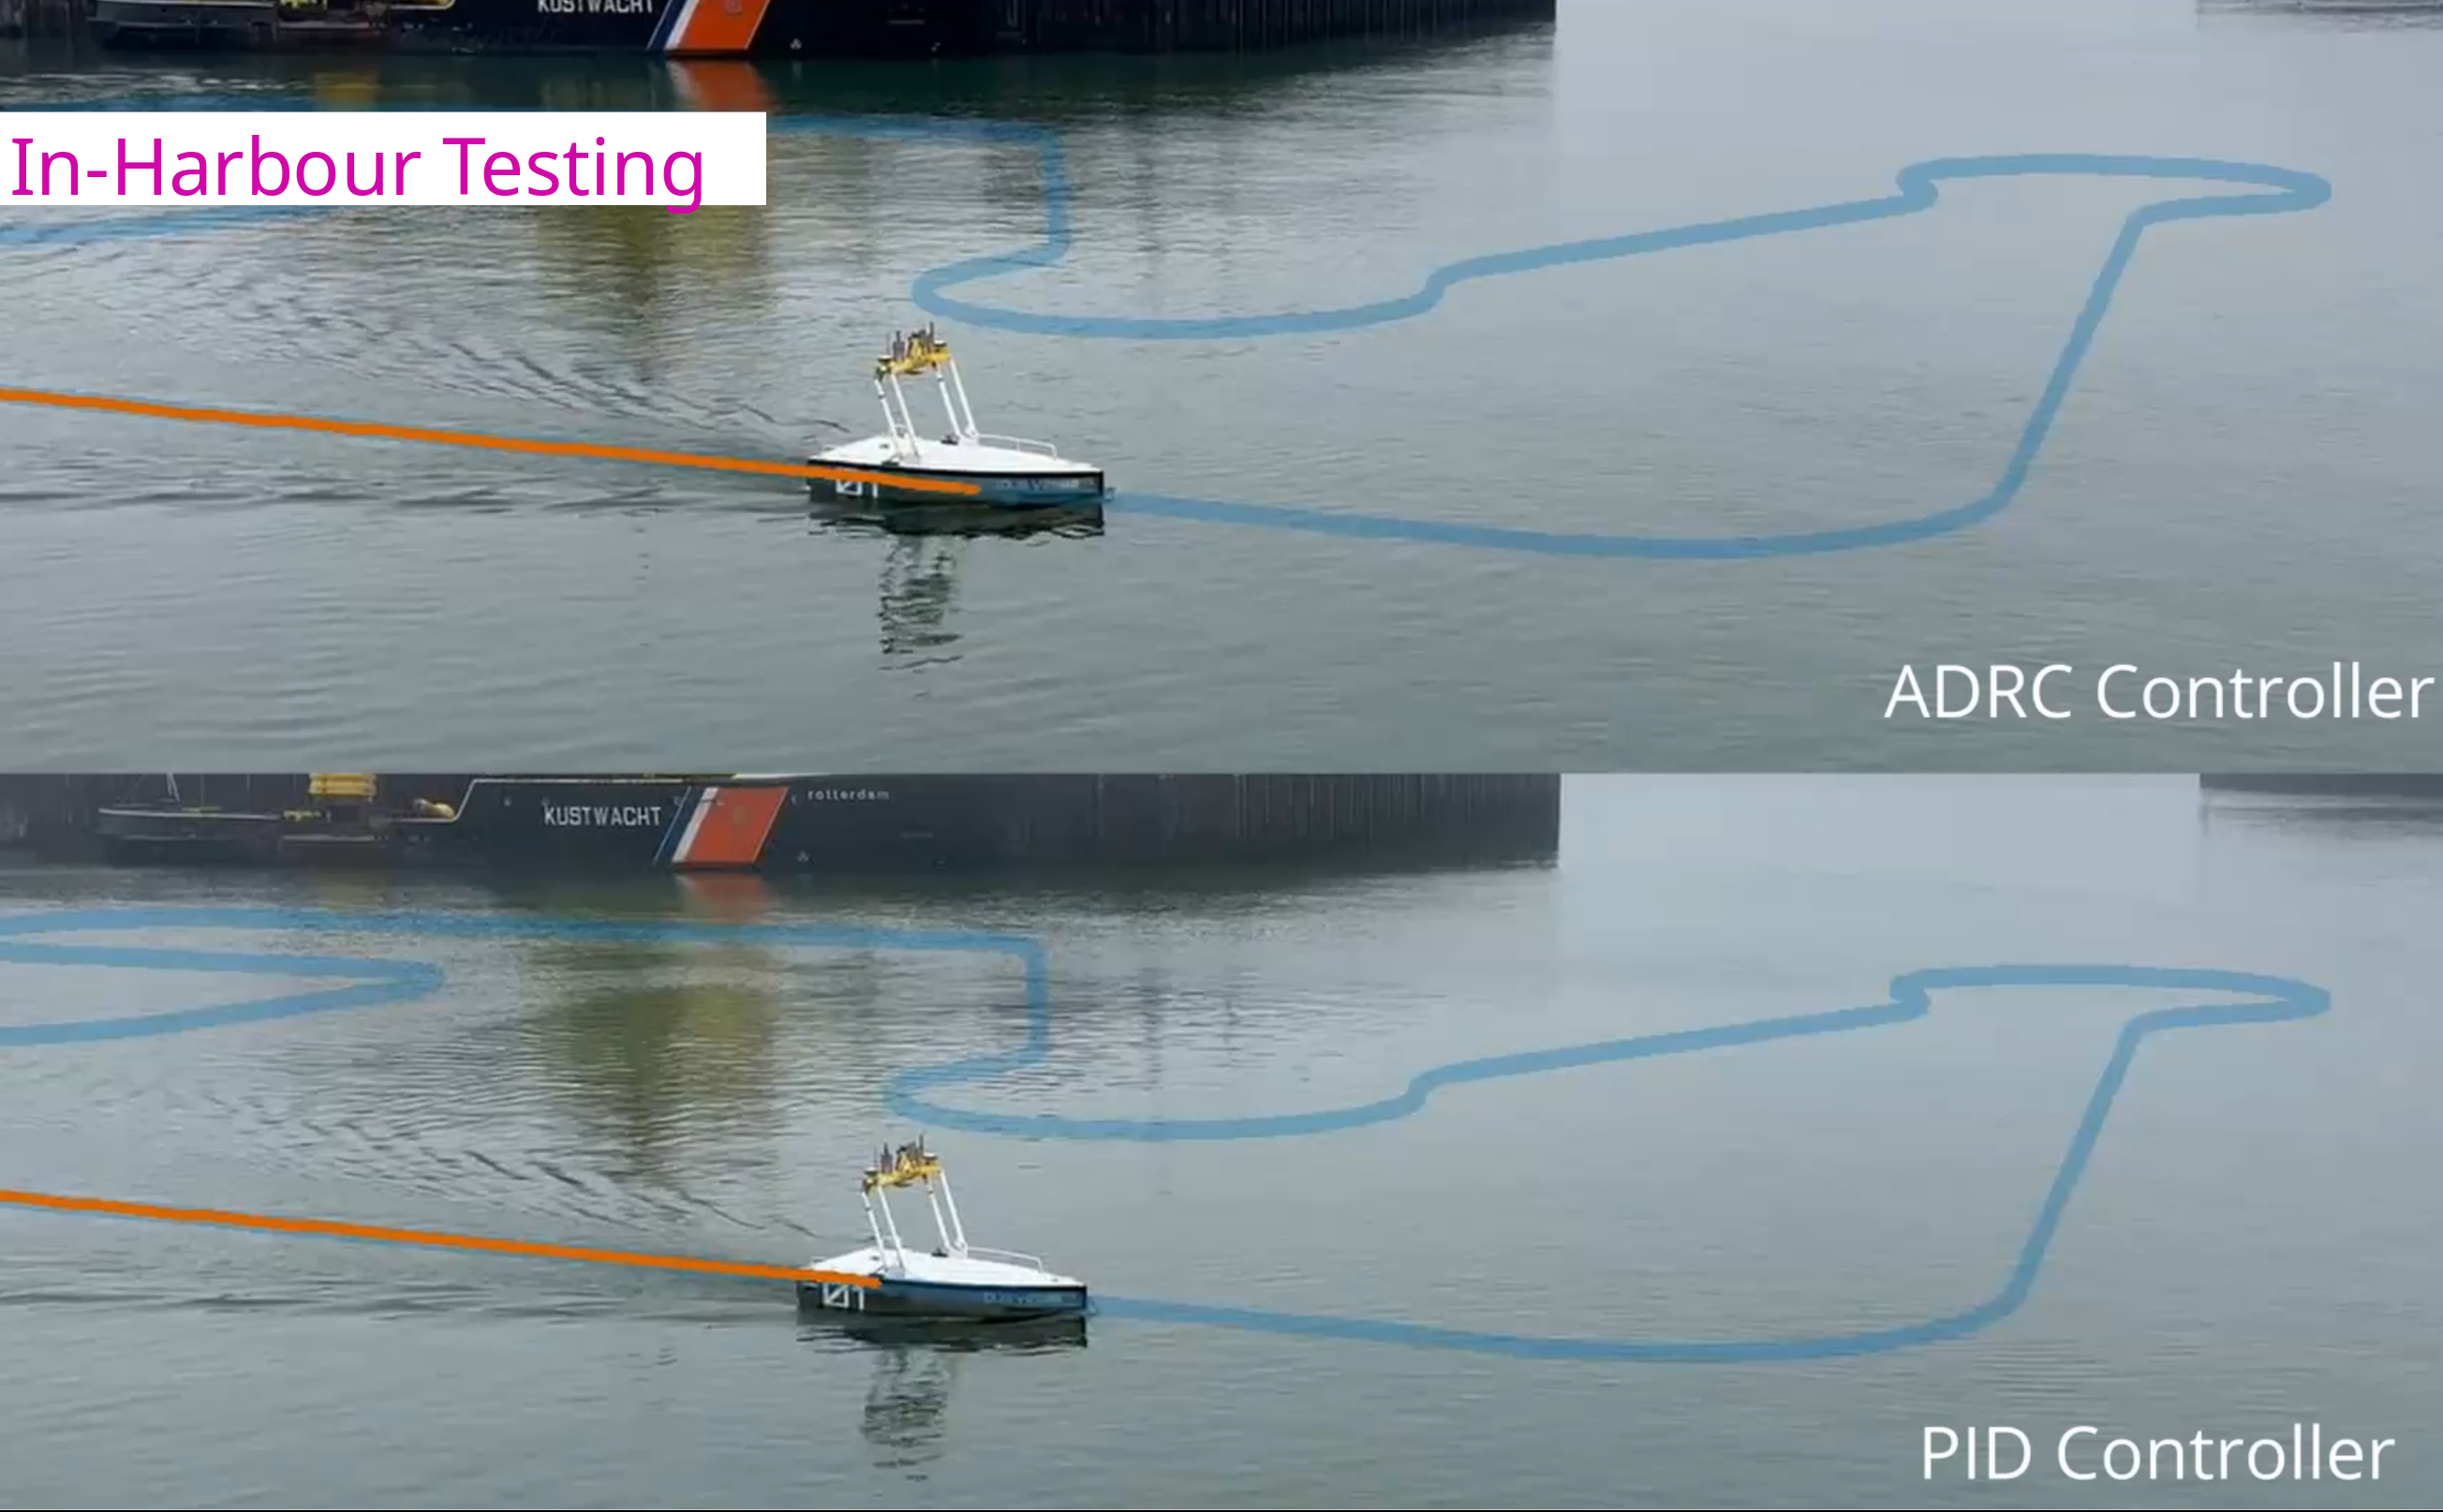 KUSTWACHT
In-Harbour Testing
ADRC Controller
rotterdam
KUSTWACHT
PID Controller